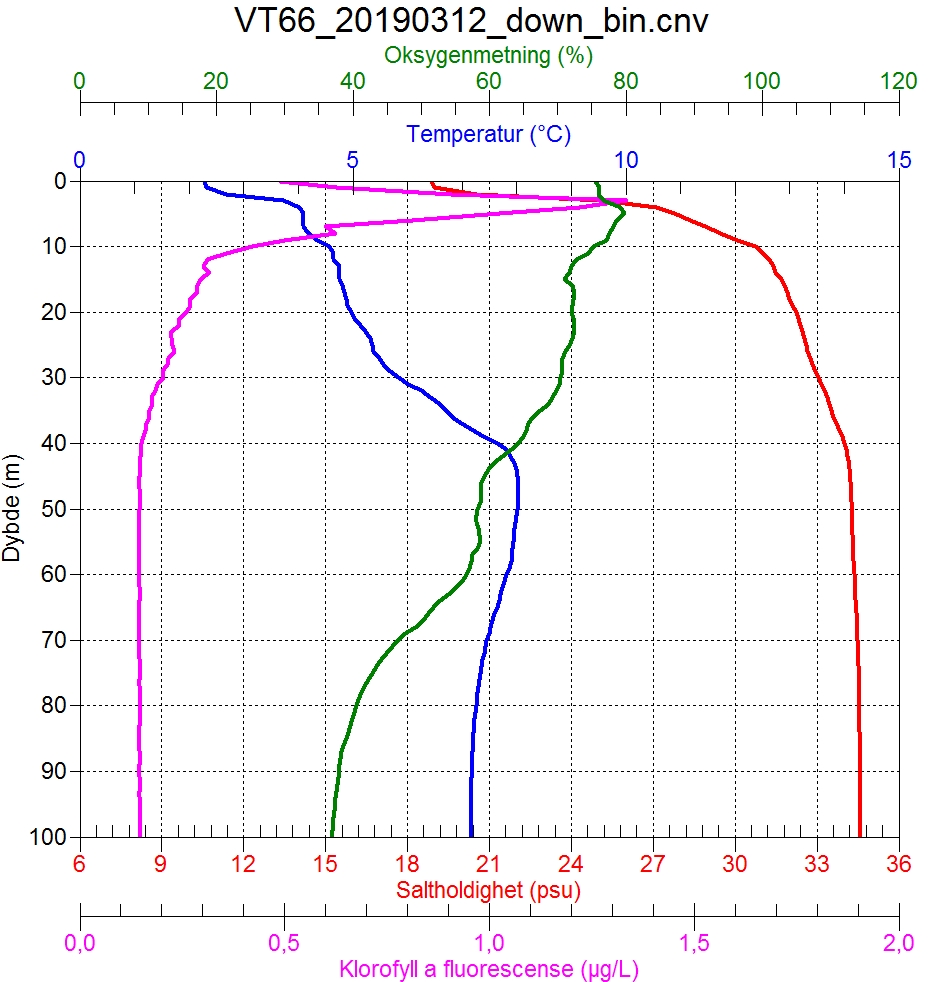 VT66_20190312_down_bin.cnv
Oksygenmetning (%)
0 20 40 60 80 100 120
Temperatur (°C)
0 5 10 15
0
10
20
30
40
50
60
70
80
90
100
Dybde (m)
6 9 12 15 18 21 24 27 30 33 36
Saltholdighet (psu)
0,0 0,5 1,0 1,5 2,0
Klorofyll a fluorescense (µg/L)